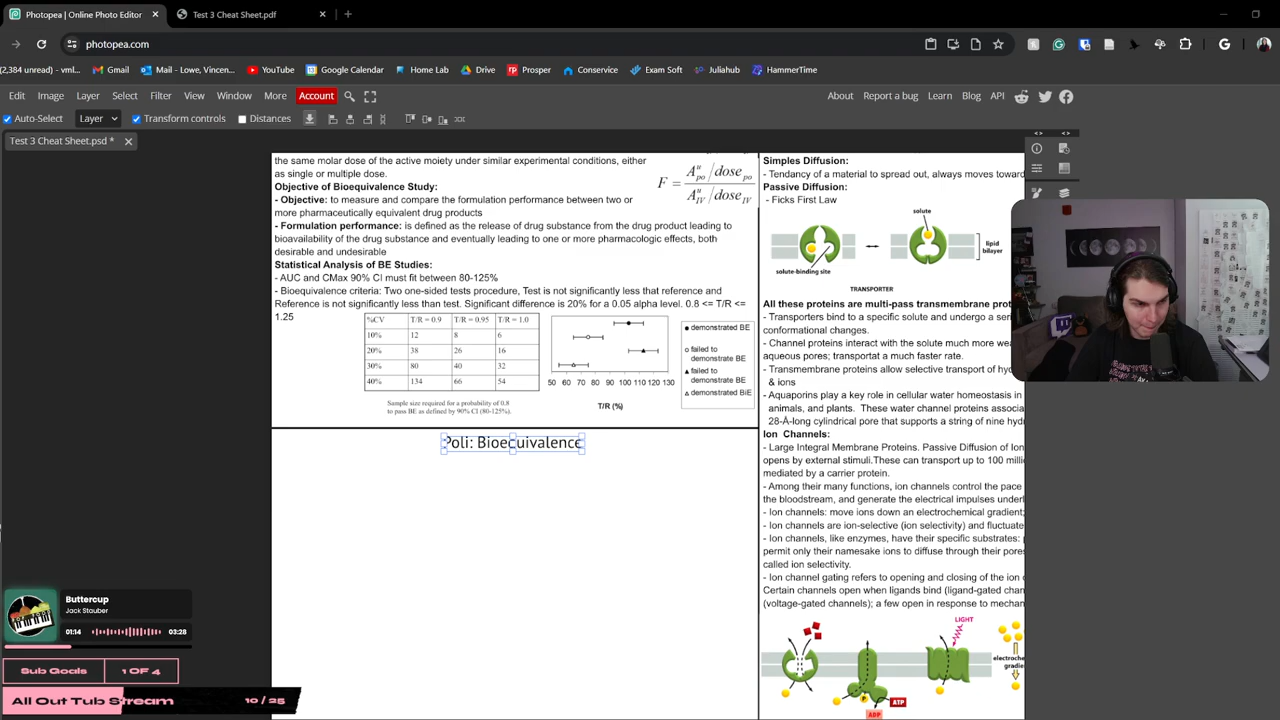 Photopea | Online Photo Editor
Test 3 Cheat Sheet.pdf
photopea.com
(2,384 unread) - vml...
Gmail
Mail - Lowe, Vincen...
YouTube
Google Calendar
Home Lab
Drive
Prosper
Conservice
Exam Soft
Juliahub
HammerTime
Edit Image Layer Select Filter View Window More Account
About Report a bug Learn Blog API
Auto-Select Layer Transform controls Distances
Test 3 Cheat Sheet.psd *
the same molar dose of the active moiety under similar experimental conditions, either
as single or multiple dose.
Objective of Bioequivalence Study:
- Objective: to measure and compare the formulation performance between two or
more pharmaceutically equivalent drug products
- Formulation performance: is defined as the release of drug substance from the drug product leading to
bioavailability of the drug substance and eventually leading to one or more pharmacologic effects, both
desirable and undesirable
Statistical Analysis of BE Studies:
- AUC and CMax 90% CI must fit between 80-125%
- Bioequivalence criteria: Two one-sided tests procedure, Test is not significantly less that reference and
Reference is not significantly less than test. Significant difference is 20% for a 0.05 alpha level. 0.8 <= T/R <=
1.25
F = A u po / dose po
A u IV / dose IV
%CV T/R = 0.9 T/R = 0.95 T/R = 1.0
10% 12 8 6
20% 38 26 16
30% 80 40 32
40% 134 66 54
Sample size required for a probability of 0.8
to pass BE as defined by 90% CI (80-125%).
50 60 70 80 90 100 110 120 130
T/R (%)
demonstrated BE
failed to
demonstrate BE
failed to
demonstrate BE
demonstrated BiE
Poli: Bioequivalence
Simples Diffusion:
- Tendency of a material to spread out, always moves toward
Passive Diffusion:
- Ficks First Law
solute
lipid
bilayer
solute-binding site
TRANSPORTER
All these proteins are multi-pass transmembrane prot
- Transporters bind to a specific solute and undergo a seri
conformational changes.
- Channel proteins interact with the solute much more wea
aqueous pores; transportat a much faster rate.
- Transmembrane proteins allow selective transport of hyd
& ions
- Aquaporins play a key role in cellular water homeostasis in
animals, and plants. These water channel proteins associa
28-Å-long cylindrical pore that supports a string of nine hydr
Ion Channels:
- Large Integral Membrane Proteins. Passive Diffusion of Ion
opens by external stimuli.These can transport up to 100 milli
mediated by a carrier protein.
- Among their many functions, ion channels control the pace
the bloodstream, and generate the electrical impulses underl
- Ion channels: move ions down an electrochemical gradient;
- Ion channels are ion-selective (ion selectivity) and fluctuate
- Ion channels, like enzymes, have their specific substrates:
permit only their namesake ions to diffuse through their pores
called ion selectivity.
- Ion channel gating refers to opening and closing of the ion
Certain channels open when ligands bind (ligand-gated chan
(voltage-gated channels); a few open in response to mechan
LIGHT
electroche
gradie
P
ATP
ADP
Buttercup
Jack Stauber
01:14
03:28
Sub Goals 1 OF 4
All Out Tub Stream 10 / 25